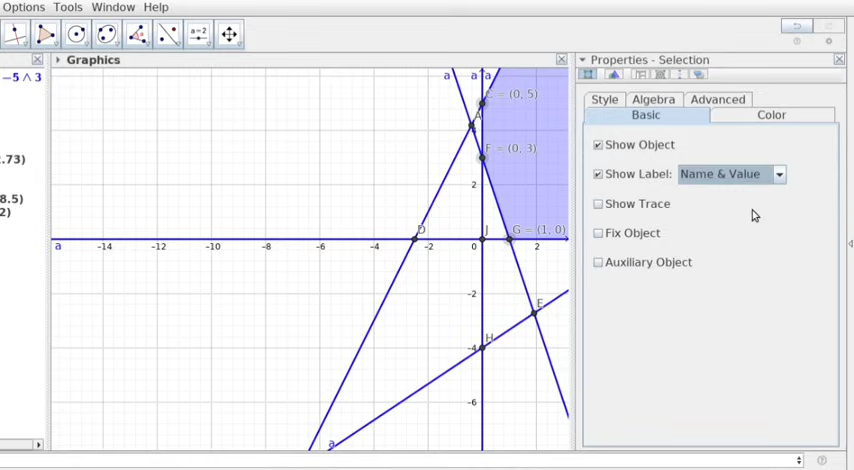 Options Tools Window Help
a=2
Graphics
Properties - Selection
−5 ∧ 3
.73)
8.5)
2)
a a a
C = (0, 5)
A
4
F = (0, 3)
2
D J G = (1, 0)
a −14 −12 −10 −8 −6 −4 −2 0 2
−2
E
H
−4
−6
a
Style Algebra Advanced
Basic Color
Show Object
Show Label: Name & Value
Show Trace
Fix Object
Auxiliary Object